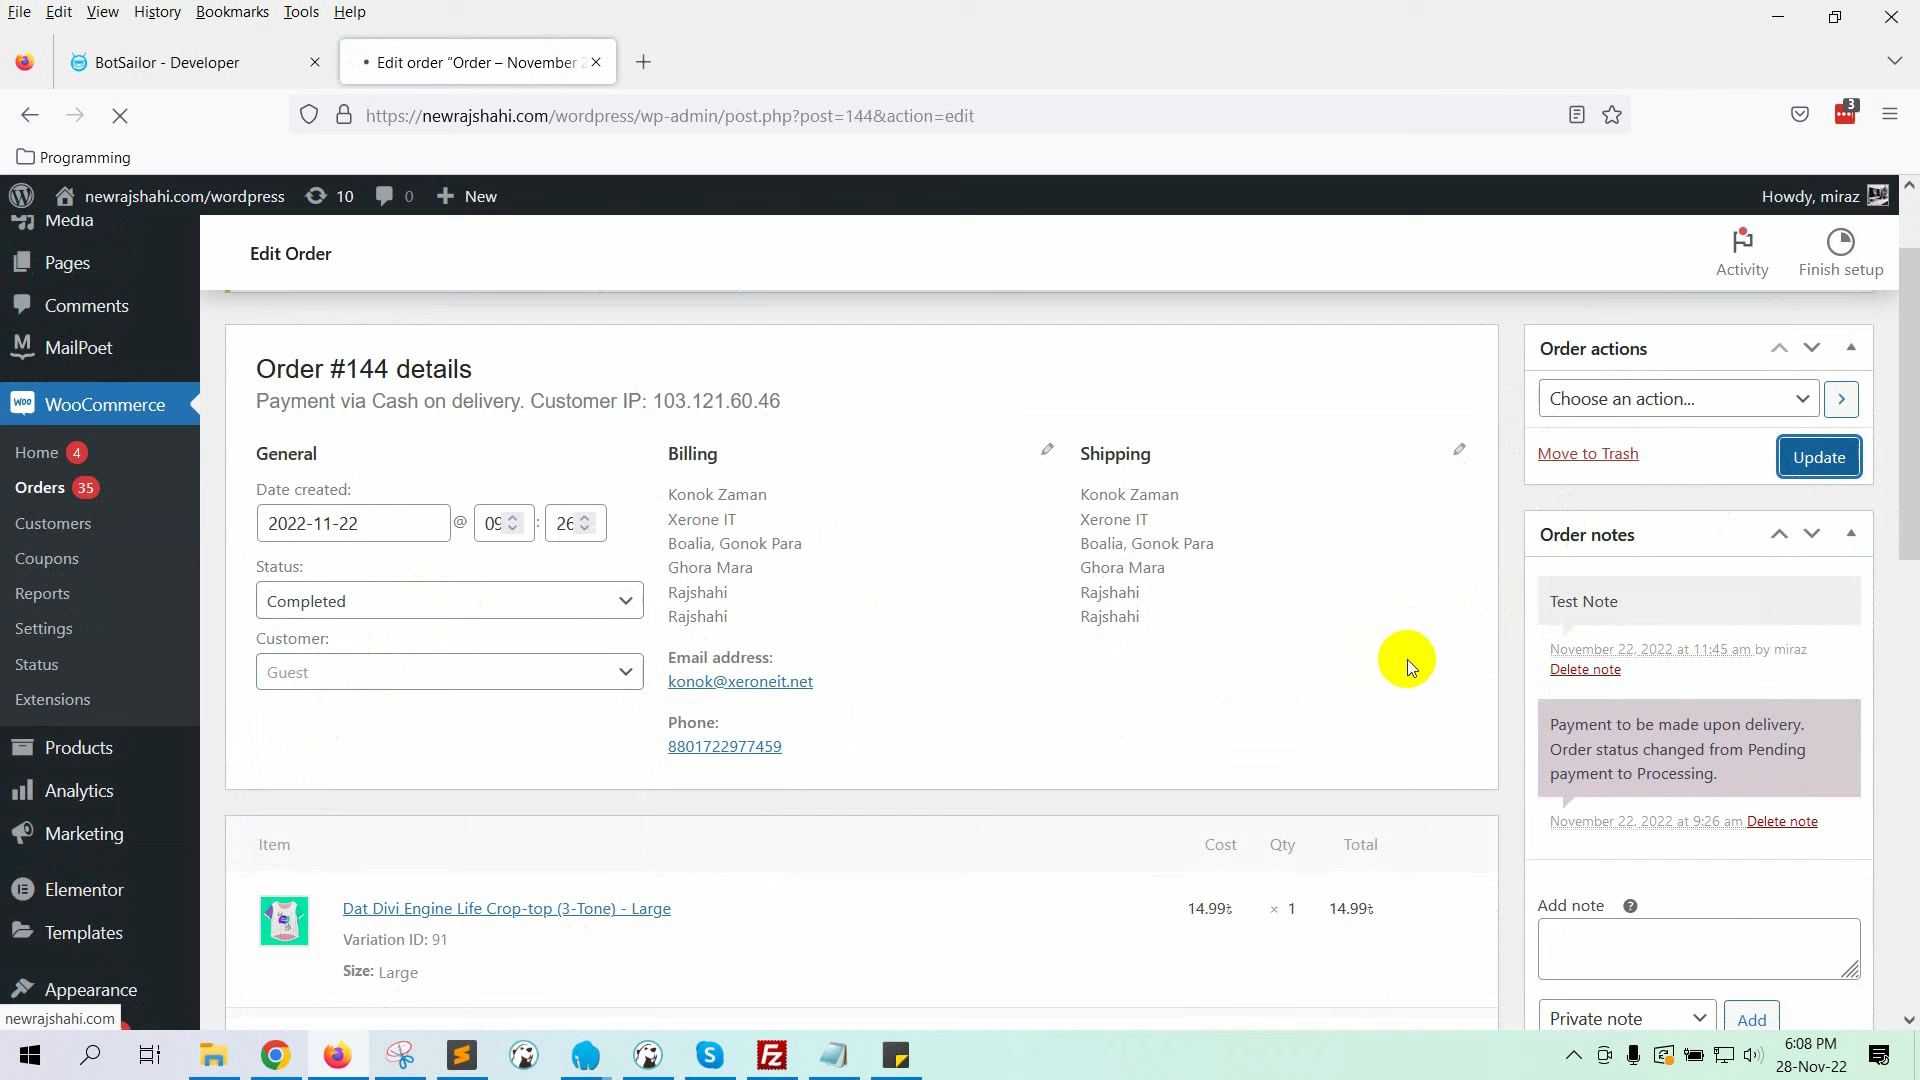 File Edit View History Bookmarks Tools Help
BotSailor - Developer
• Edit order “Order – November 2
https://newrajshahi.com/wordpress/wp-admin/post.php?post=144&action=edit
3
Programming
newrajshahi.com/wordpress 10 0 New
Howdy, miraz
Media
Pages
Comments
MailPoet
WooCommerce
Home 4
Orders 35
Customers
Coupons
Reports
Settings
Status
Extensions
Products
Analytics
Marketing
Elementor
Templates
Appearance
newrajshahi.com
Edit Order
Activity
Finish setup
Order #144 details
Payment via Cash on delivery. Customer IP: 103.121.60.46
General
Date created:
2022-11-22 @ 09 : 26
Status:
Completed
Customer:
Guest
Billing
Konok Zaman
Xerone IT
Boalia, Gonok Para
Ghora Mara
Rajshahi
Rajshahi
Email address:
konok@xeroneit.net
Phone:
8801722977459
Shipping
Konok Zaman
Xerone IT
Boalia, Gonok Para
Ghora Mara
Rajshahi
Rajshahi
Item Cost Qty Total
Dat Divi Engine Life Crop-top (3-Tone) - Large 14.99৳ × 1 14.99৳
Variation ID: 91
Size: Large
Order actions
Choose an action...
Move to Trash
Update
Order notes
Test Note
November 22, 2022 at 11:45 am by miraz
Delete note
Payment to be made upon delivery.
Order status changed from Pending
payment to Processing.
November 22, 2022 at 9:26 am Delete note
Add note
Private note
Add
6:08 PM
28-Nov-22